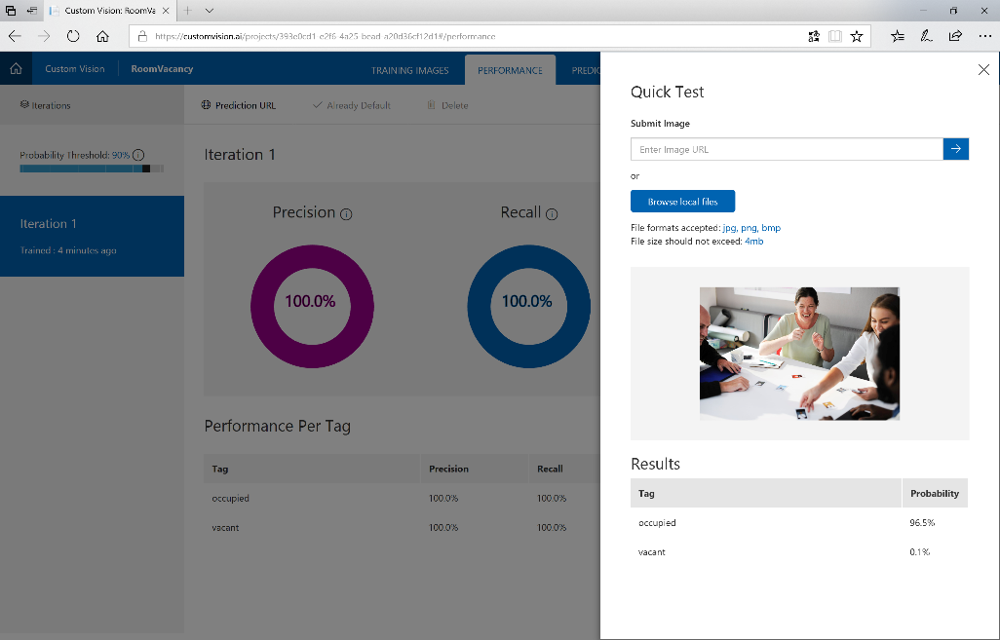 Custom Vision: RoomVa
https://customvision.ai/projects/393e0cd1-e2f6-4a25-bead-a20d36cf12d1#/performance
Custom Vision
RoomVacancy
TRAINING IMAGES
PERFORMANCE
PREDIC
Iterations
Prediction URL
Already Default
Delete
Probability Threshold: 90%
Iteration 1
Trained : 4 minutes ago
Iteration 1
Precision
Recall
100.0%
100.0%
Performance Per Tag
Tag Precision Recall
occupied 100.0% 100.0%
vacant 100.0% 100.0%
Quick Test
Submit Image
Enter Image URL
or
Browse local files
File formats accepted: jpg, png, bmp
File size should not exceed: 4mb
Results
Tag Probability
occupied 96.5%
vacant 0.1%